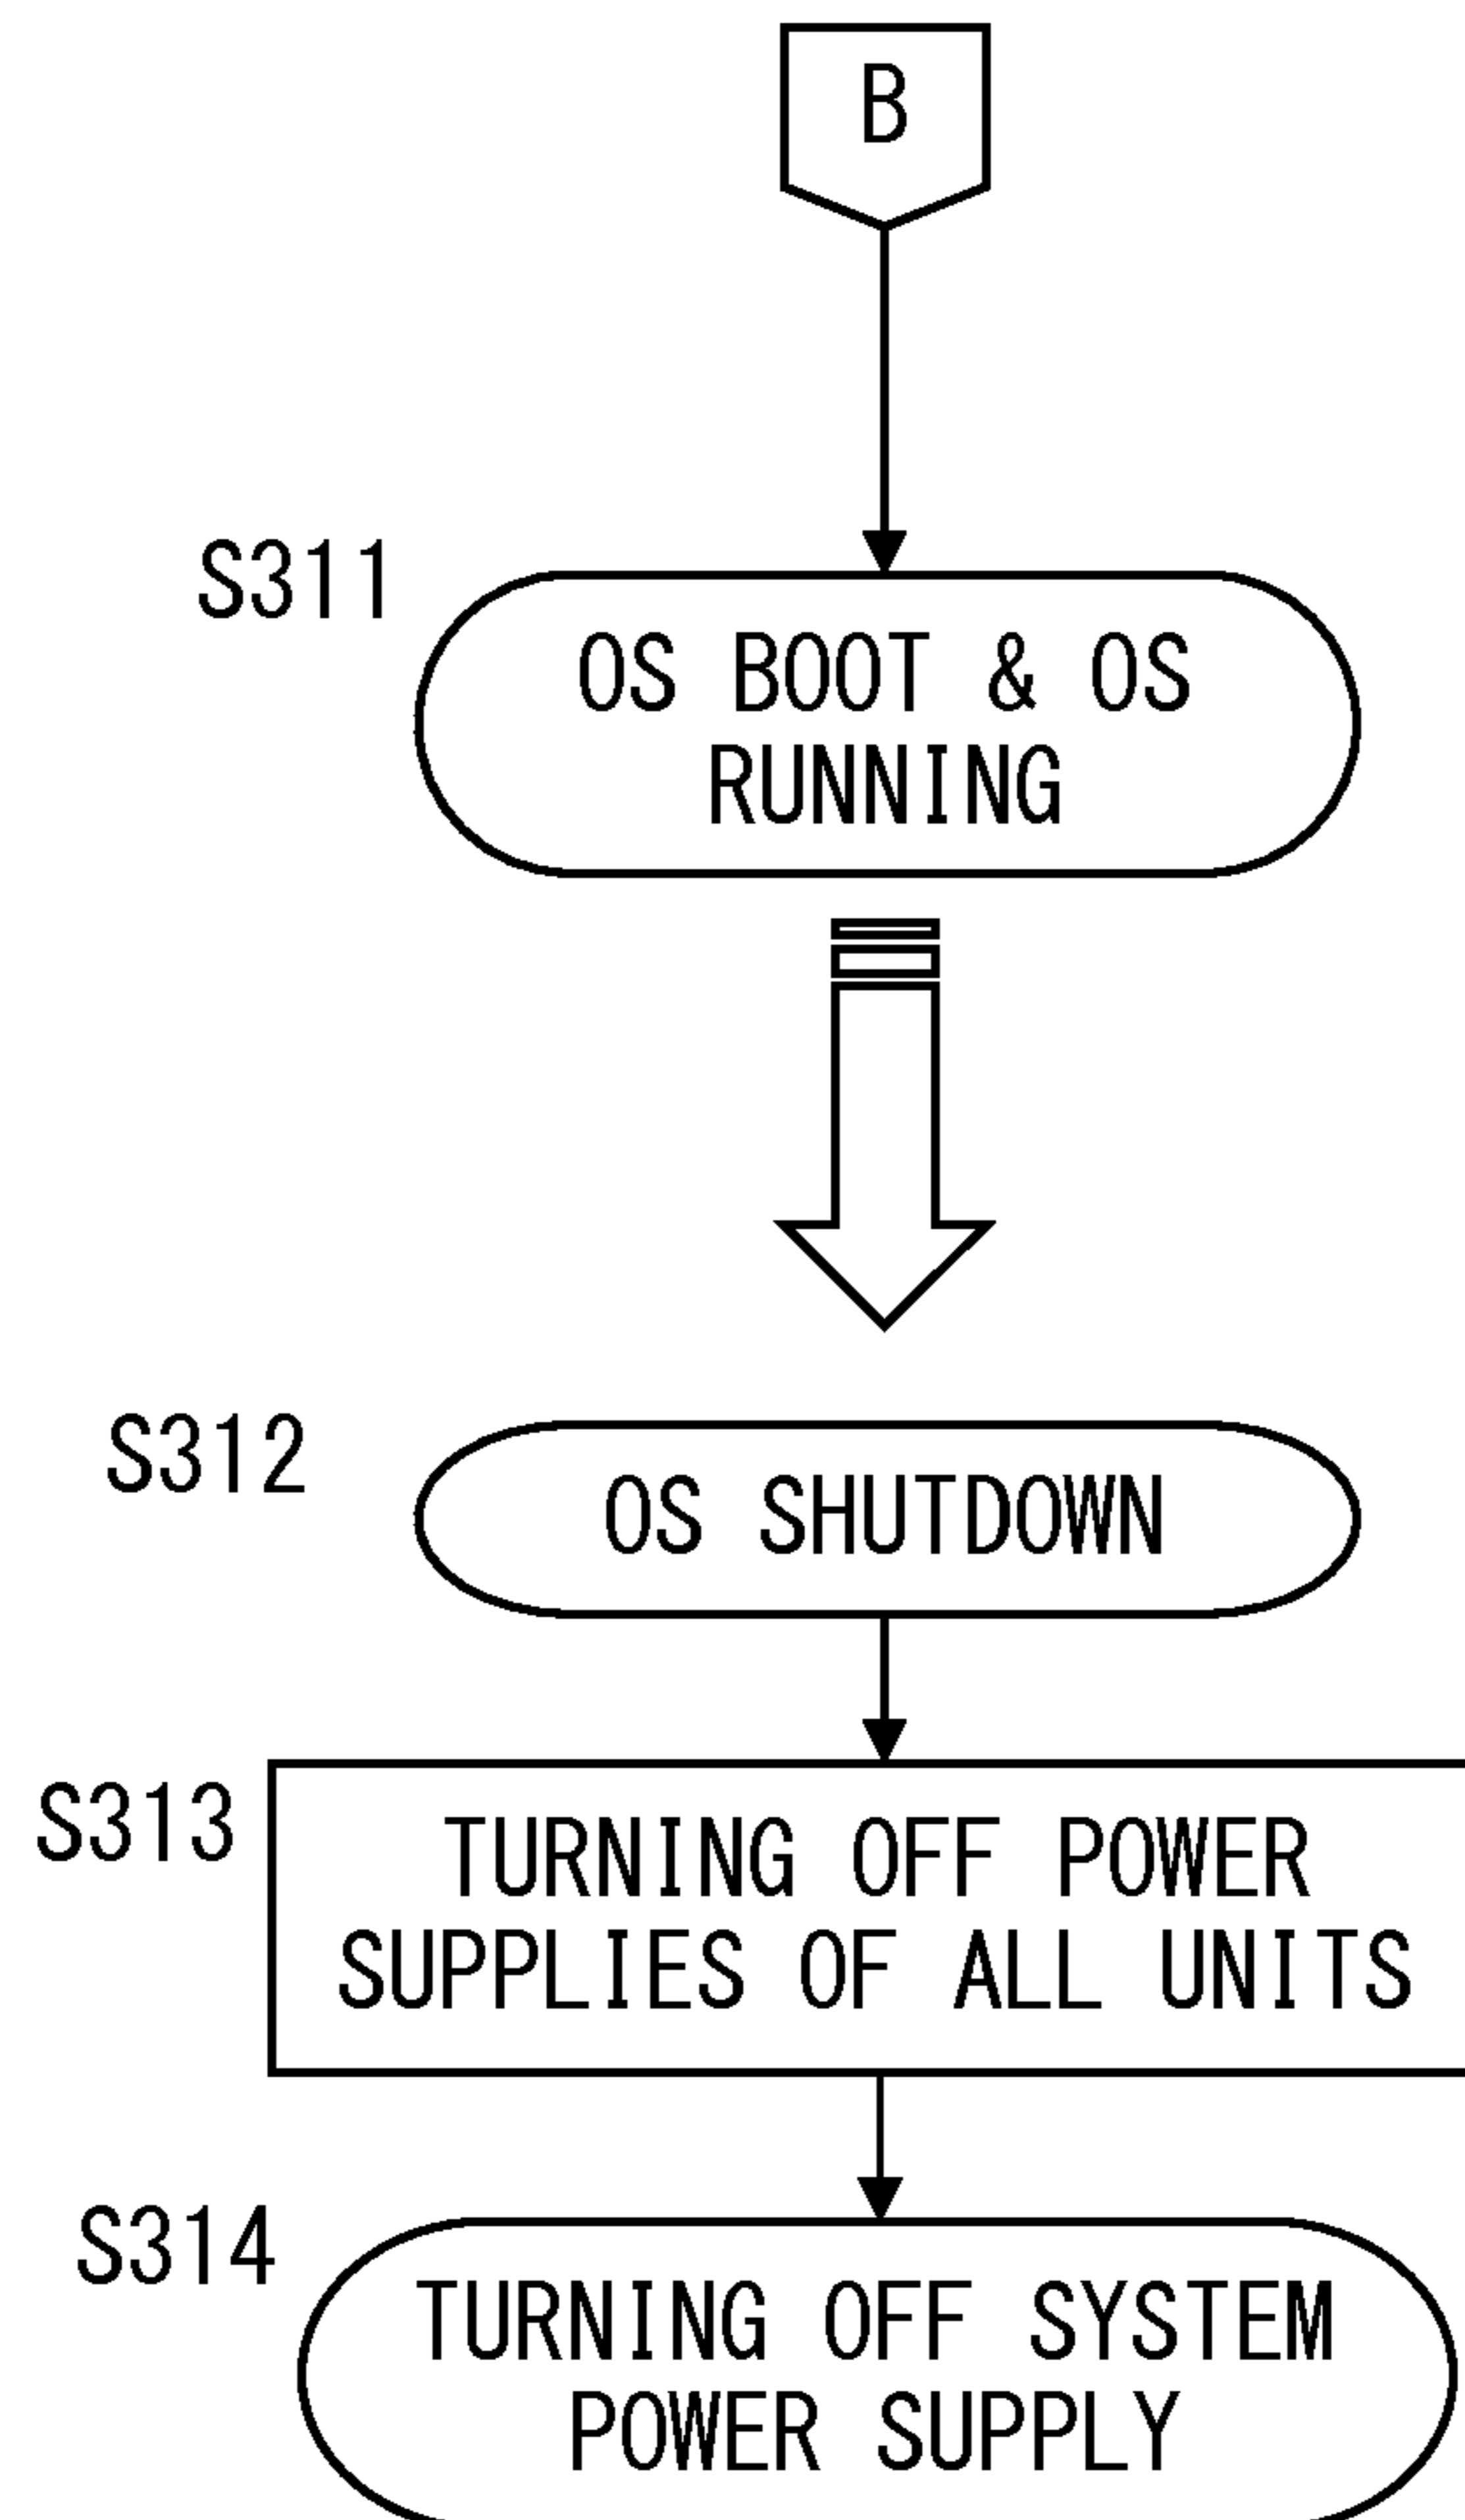 B
S311
OS BOOT & OS
RUNNING
S312
OS SHUTDOWN
S313
TURNING OFF POWER
SUPPLIES OF ALL UNITS
S314
TURNING OFF SYSTEM
POWER SUPPLY